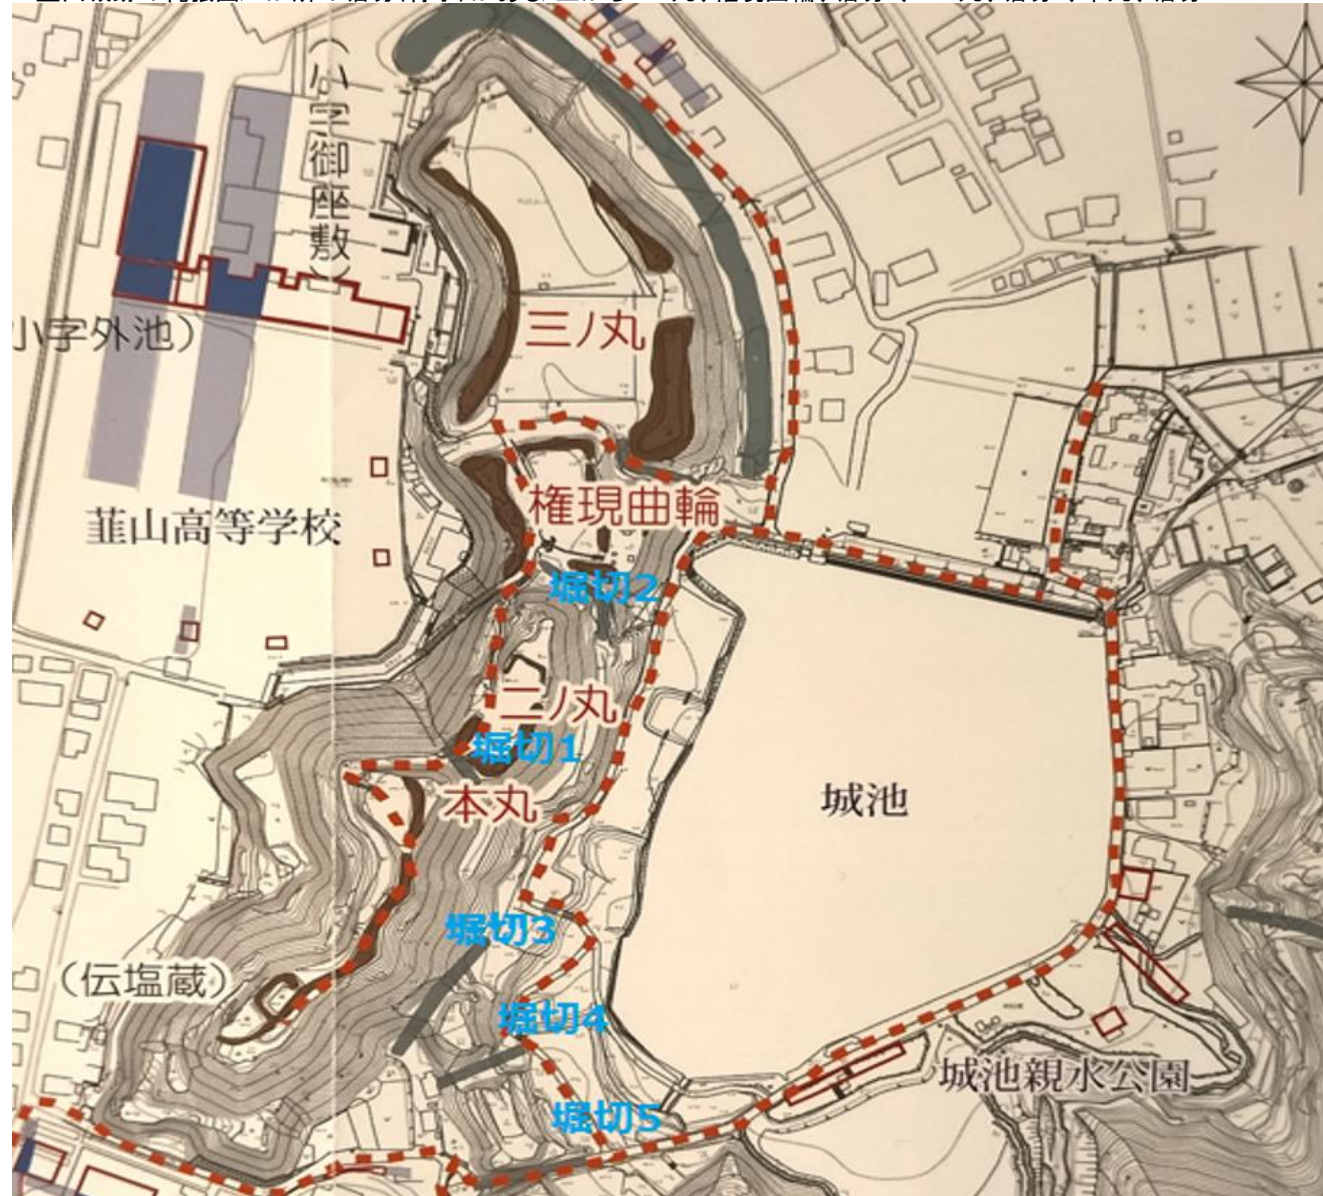 (小字御座敷)
小字外池)
三ノ丸
権現曲輪
韮山高等学校
堀切2
二ノ丸
堀切1
本丸
城池
堀切3
(伝塩蔵)
堀切4
城池親水公園
堀切5